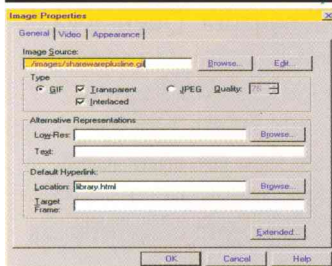 Image Properties
General Video Appearance
Image Source:
../images/sharewareplusline.gif
Browse... Edit...
Type
GIF Transparent JPEG Quality: 75
Interlaced
Alternative Representations
Low-Res: Browse...
Text:
Default Hyperlink:
Location: library.html Browse...
Target Frame:
Extended...
OK Cancel Help